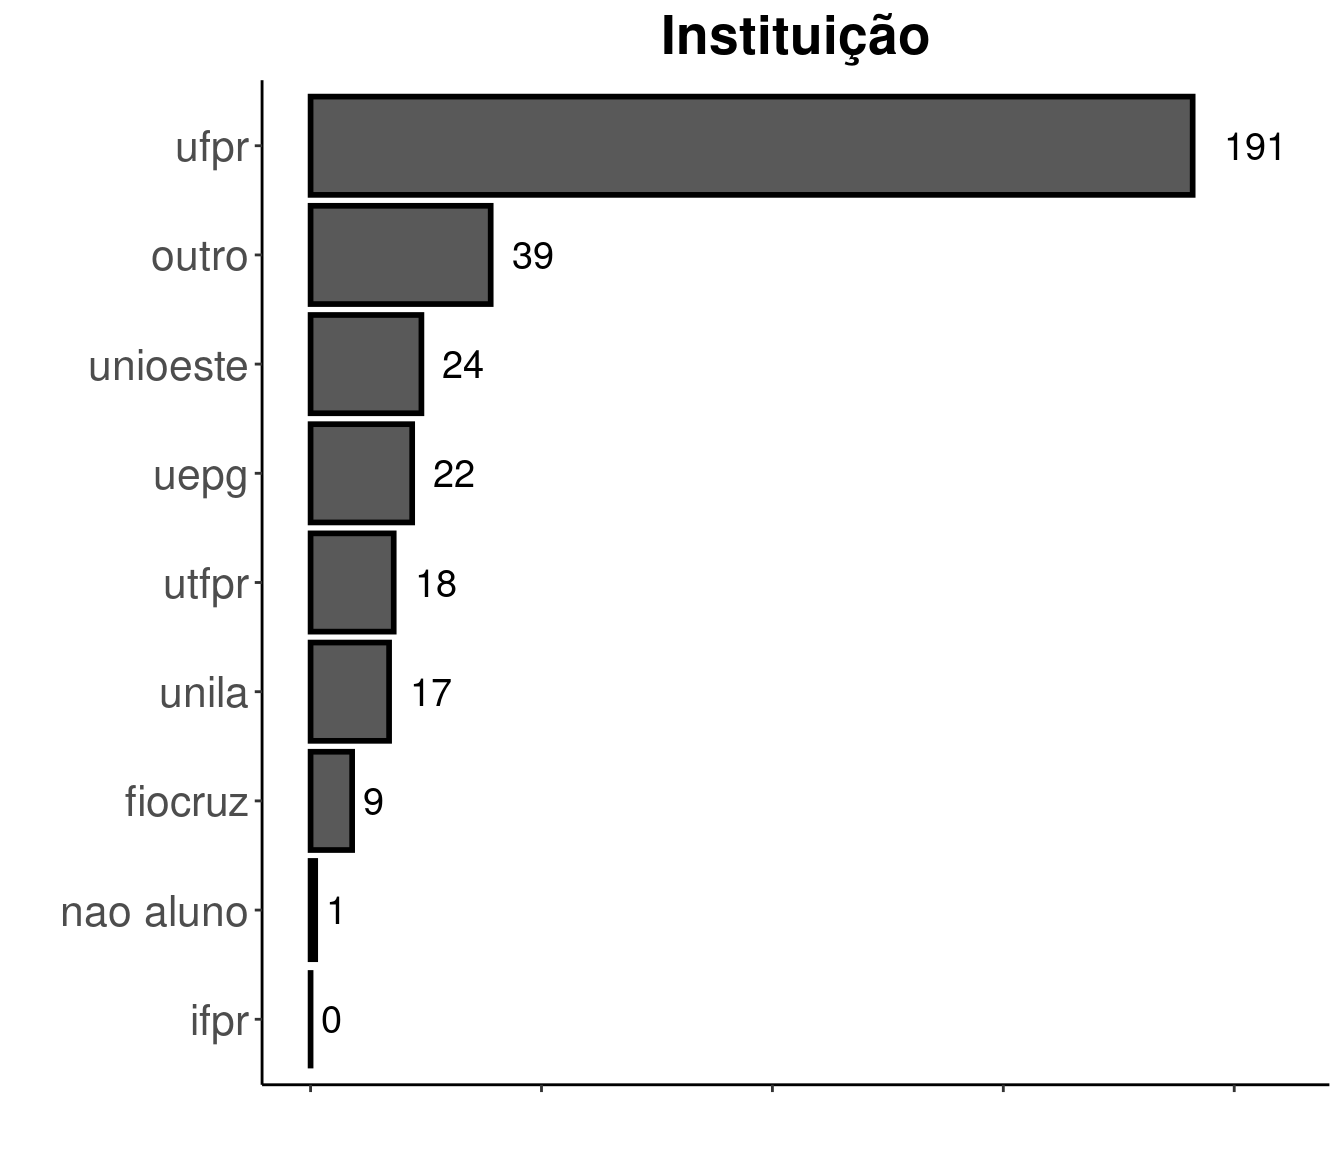 Instituição
ufpr 191
outro 39
unioeste 24
uepg 22
utfpr 18
unila 17
fiocruz 9
nao aluno 1
ifpr 0